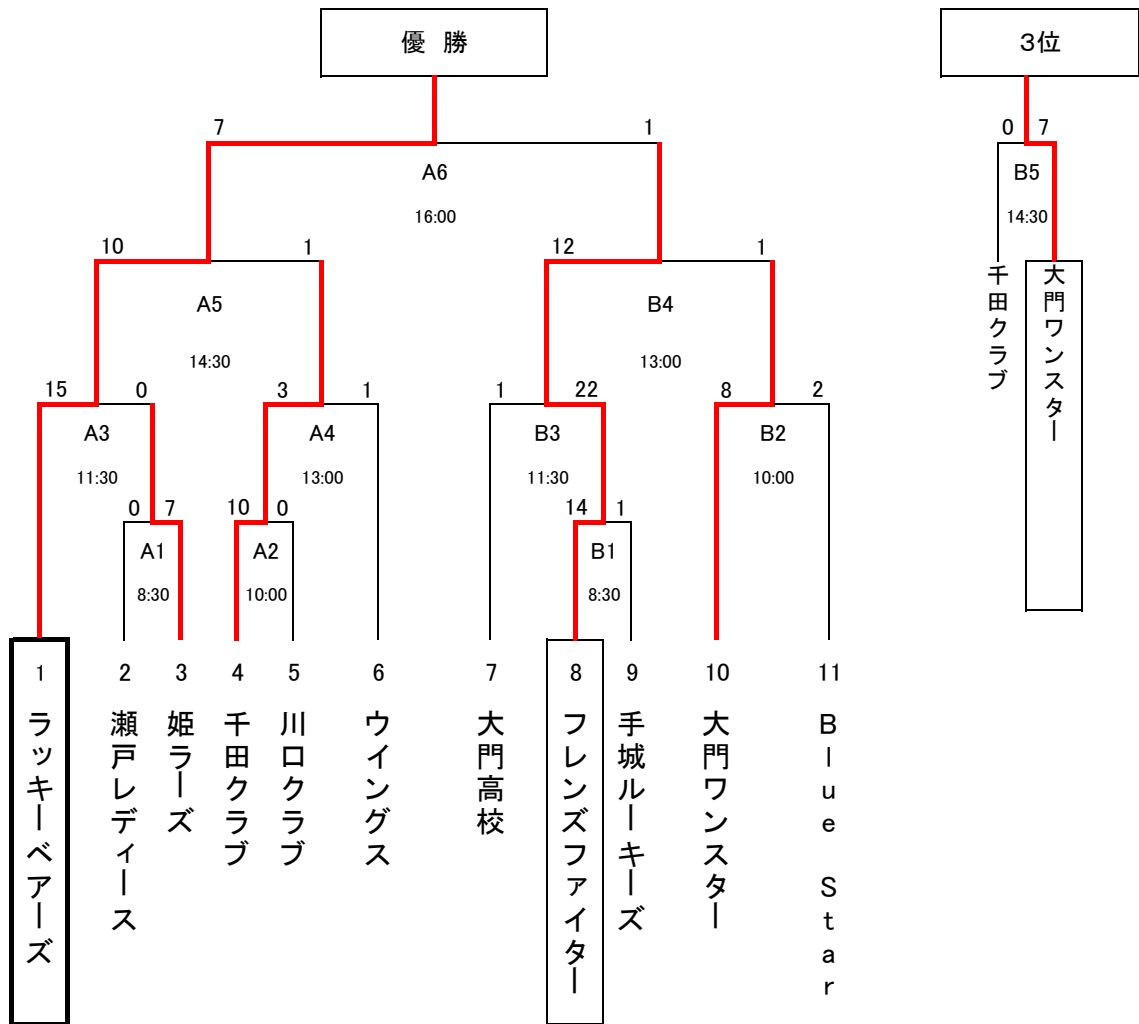 優 勝
3位
7 1
0 7
A6
B5
16:00
14:30
10 1
12 1
千田クラブ
大門ワンスター
A5
B4
14:30
13:00
15 0
3 1
1 22
8 2
A3
A4
B3
B2
11:30
13:00
11:30
10:00
0 7
10 0
14 1
A1
A2
B1
8:30
10:00
8:30
1 ラッキーベアーズ
2 瀬戸レディース
3 姫ラーズ
4 千田クラブ
5 川口クラブ
6 ウイングス
7 大門高校
8 フレンズファイター
9 手城ルーキーズ
10 大門ワンスター
11 Blue Star